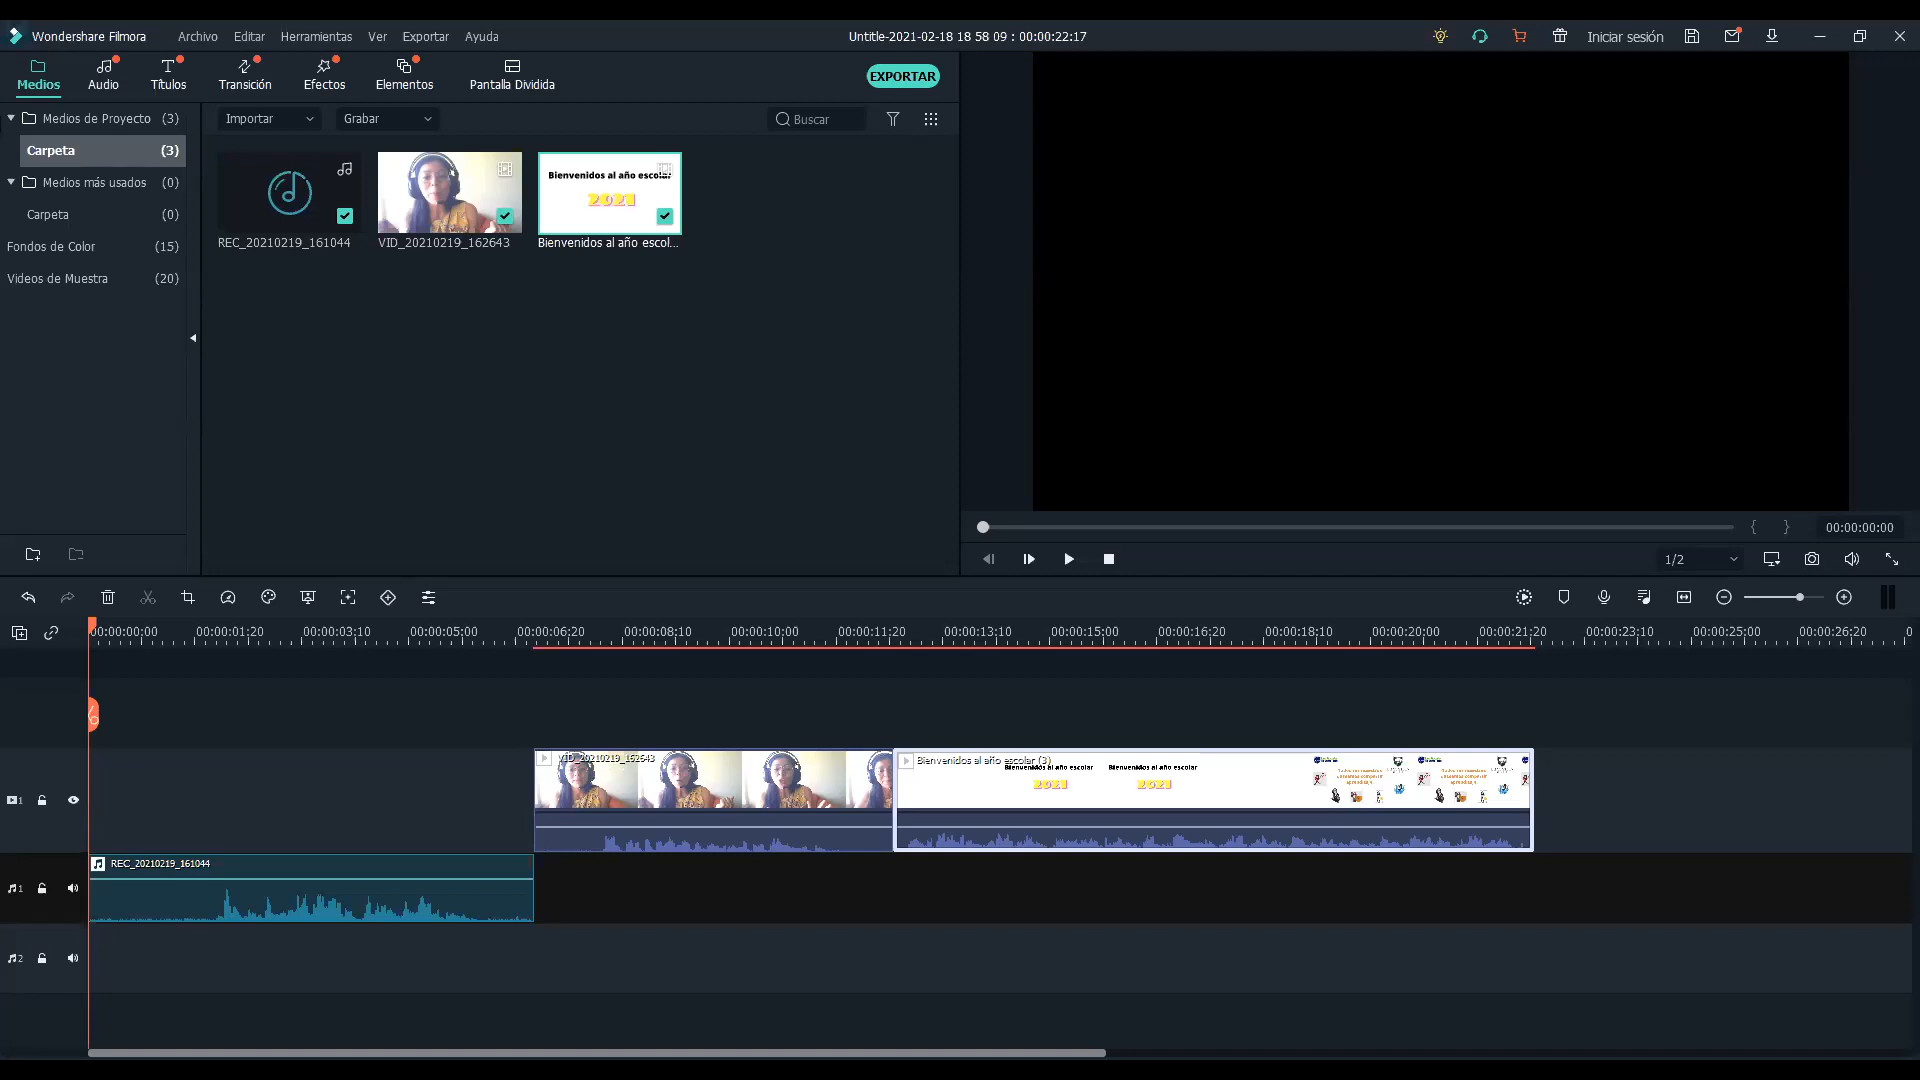 Wondershare Filmora
Archivo
Editar
Herramientas
Ver
Exportar
Ayuda
Untitle-2021-02-18 18 58 09 : 00:00:22:17
Iniciar sesión
Medios
Audio
Títulos
Transición
Efectos
Elementos
Pantalla Dividida
EXPORTAR
Medios de Proyecto (3)
Carpeta (3)
Medios más usados (0)
Carpeta (0)
Fondos de Color (15)
Videos de Muestra (20)
Importar
Grabar
Buscar
Bienvenidos al año escolar
2021
REC_20210219_161044
VID_20210219_162643
Bienvenidos al año escol...
00:00:00:00
1/2
00:00:00:00
00:00:01:20
00:00:03:10
00:00:05:00
00:00:06:20
00:00:08:10
00:00:10:00
00:00:11:20
00:00:13:10
00:00:15:00
00:00:16:20
00:00:18:10
00:00:20:00
00:00:21:20
00:00:23:10
00:00:25:00
00:00:26:20
0
VID_20210219_162643
Bienvenidos al año escolar (3)
Bienvenidos al año escolar
2021
Bienvenidos al año escolar
2021
1
REC_20210219_161044
1
2